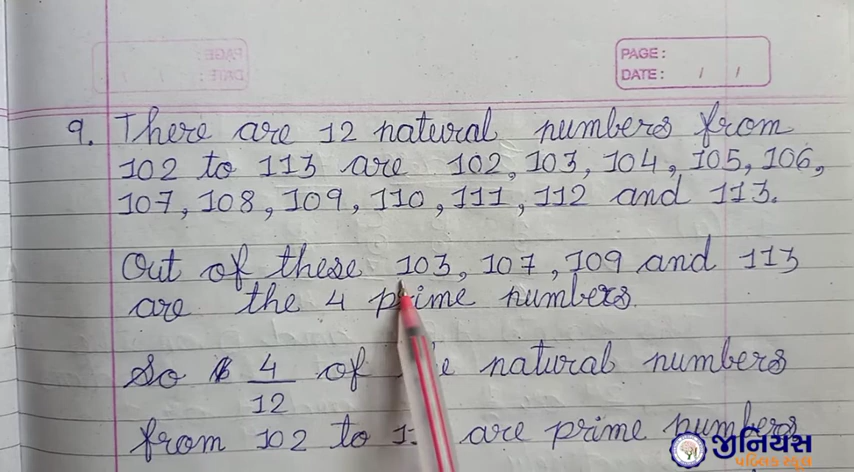 PAGE :
DATE : / /
9. There are 12 natural numbers from
102 to 113 are 102, 103, 104, 105, 106,
107, 108, 109, 110, 111, 112 and 113.
Out of these 103, 107, 109 and 113
are the 4 prime numbers.
So 4/12 of natural numbers
from 102 to are prime numbers
જીનિયસ
પબ્લિક સ્કૂલ